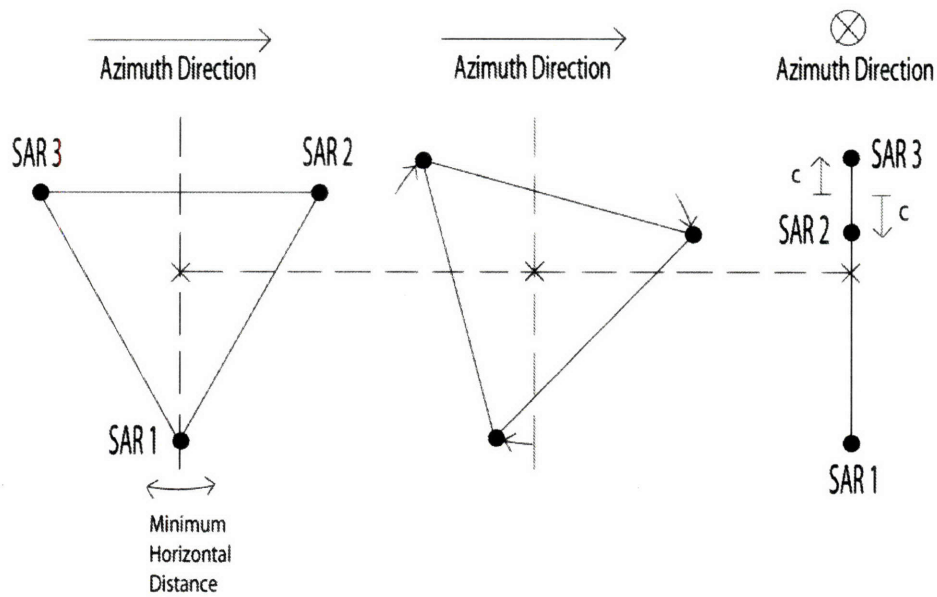 Azimuth Direction
Azimuth Direction
Azimuth Direction
SAR 3
SAR 2
SAR 3
c
SAR 2
c
SAR 1
SAR 1
Minimum
Horizontal
Distance